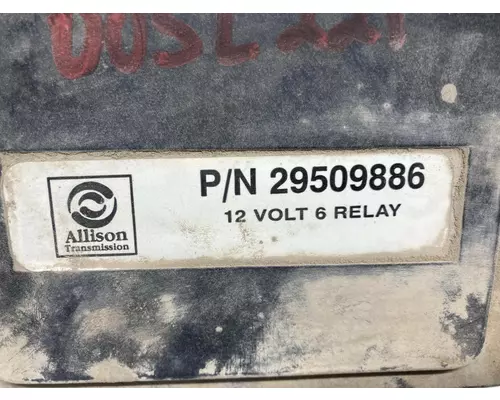 P/N 29509886
12 VOLT 6 RELAY
Allison
Transmission